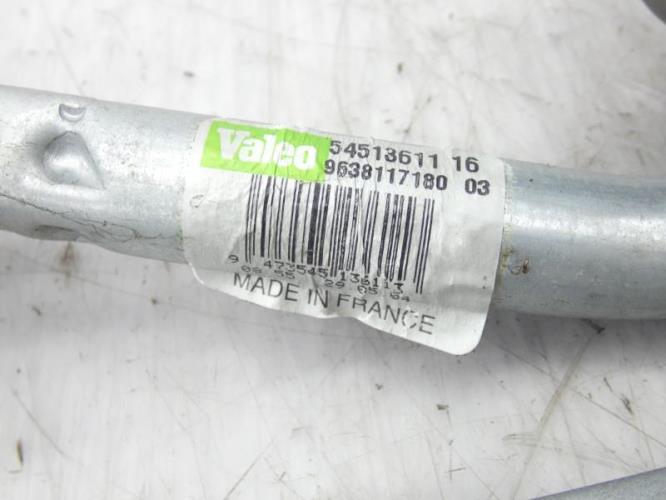 Valeo
54513611 16
9638117180 03
MADE IN FRANCE